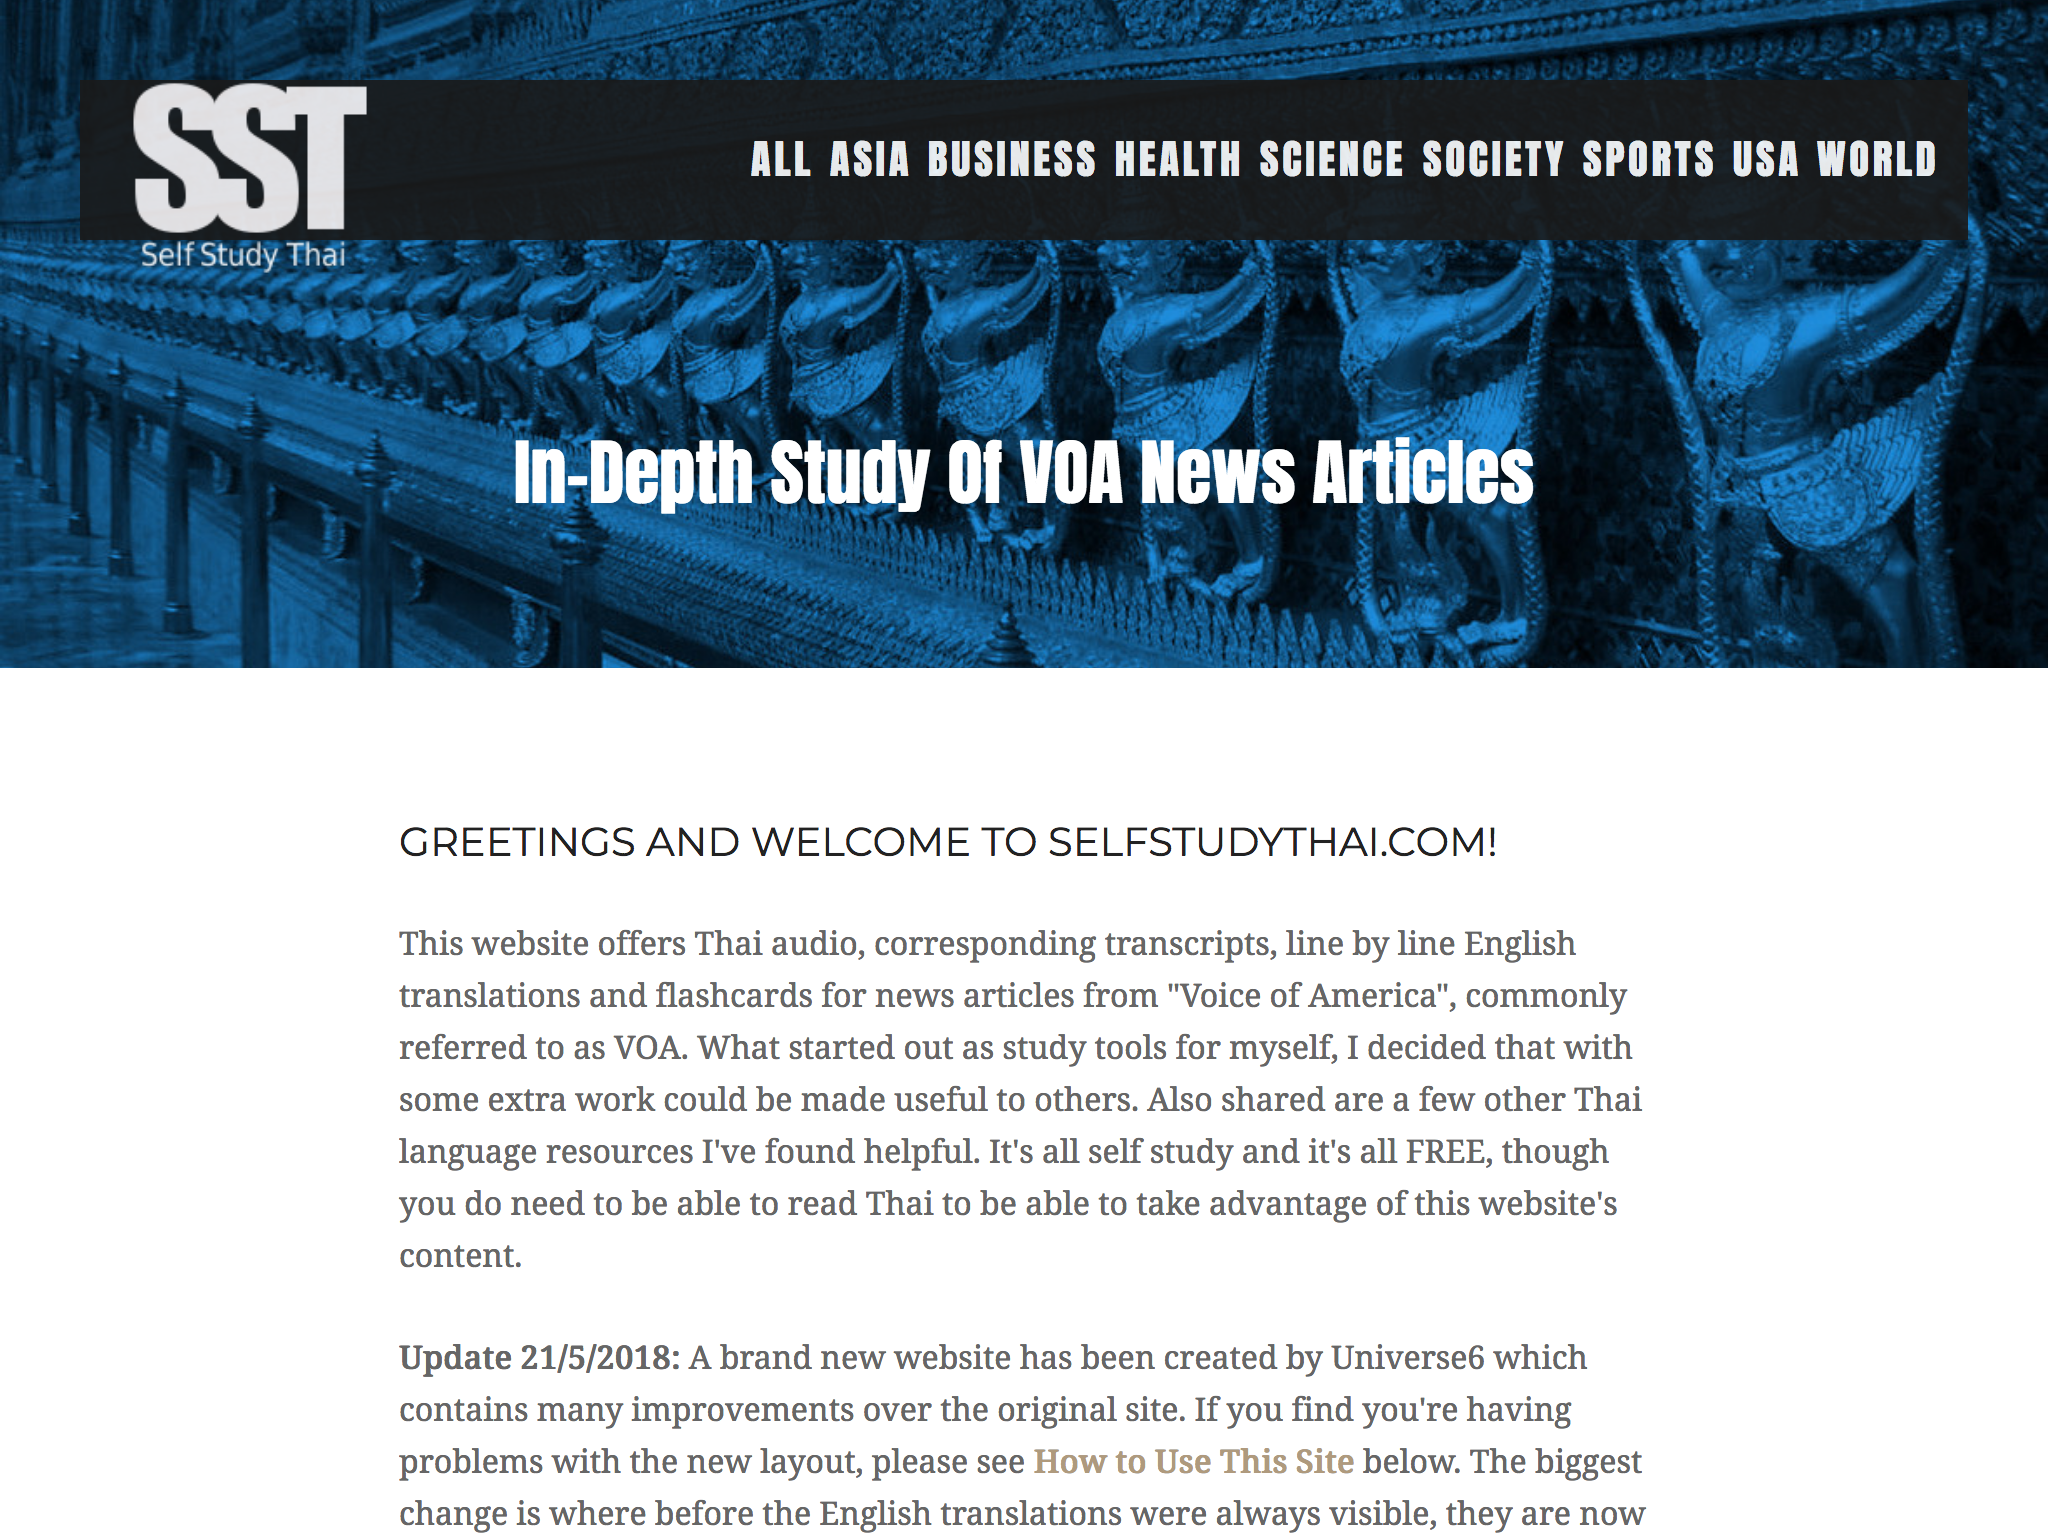 SST
Self Study Thai
ALL ASIA BUSINESS HEALTH SCIENCE SOCIETY SPORTS USA WORLD
In-Depth Study Of VOA News Articles
GREETINGS AND WELCOME TO SELFSTUDYTHAI.COM!
This website offers Thai audio, corresponding transcripts, line by line English
translations and flashcards for news articles from "Voice of America", commonly
referred to as VOA. What started out as study tools for myself, I decided that with
some extra work could be made useful to others. Also shared are a few other Thai
language resources I've found helpful. It's all self study and it's all FREE, though
you do need to be able to read Thai to be able to take advantage of this website's
content.
Update 21/5/2018: A brand new website has been created by Universe6 which
contains many improvements over the original site. If you find you're having
problems with the new layout, please see How to Use This Site below. The biggest
change is where before the English translations were always visible, they are now